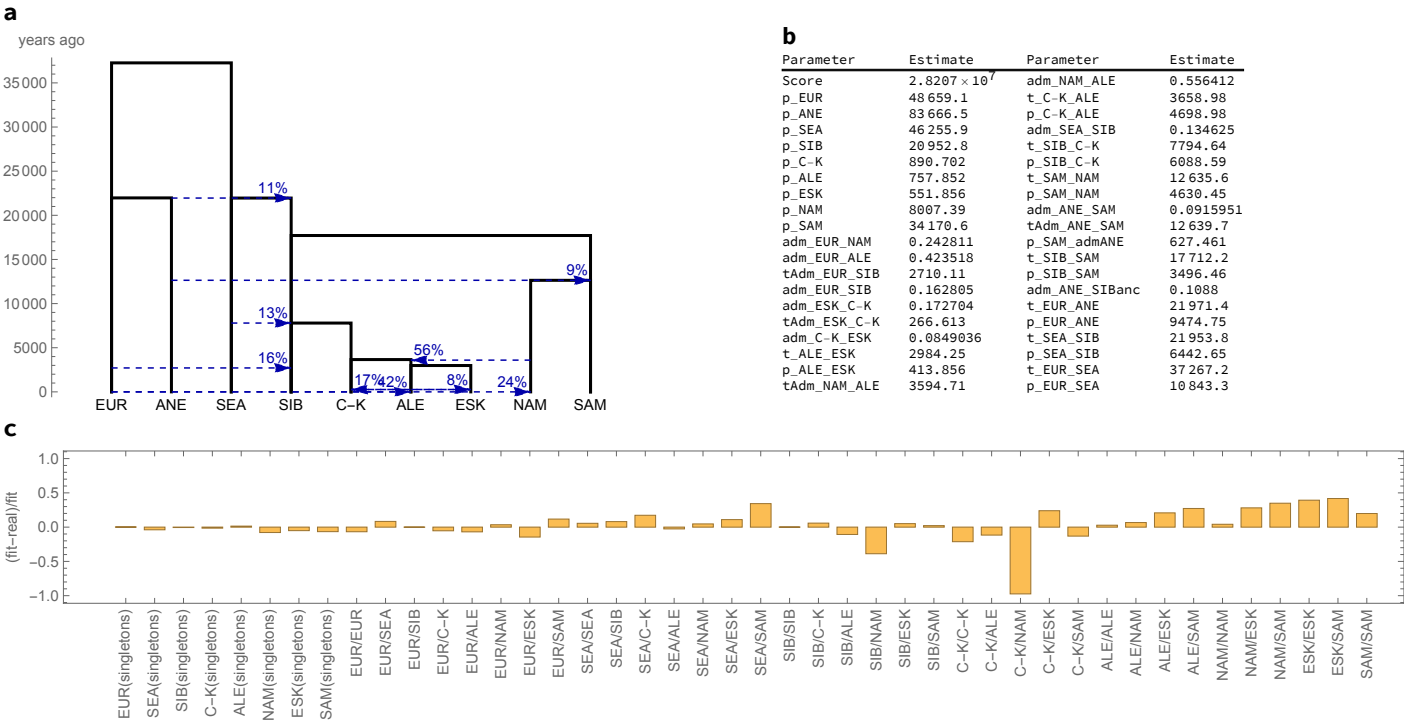 a
years ago
35000
30000
25000
20000
15000
10000
5000
0
11%
9%
13%
56%
16%
17%
42%
8%
24%
EUR ANE SEA SIB C–K ALE ESK NAM SAM
b
Parameter Estimate Parameter Estimate
Score 2.8207 × 10^7 adm_NAM_ALE 0.556412
p_EUR 48659.1 t_C–K_ALE 3658.98
p_ANE 83666.5 p_C–K_ALE 4698.98
p_SEA 46255.9 adm_SEA_SIB 0.134625
p_SIB 20952.8 t_SIB_C–K 7794.64
p_C–K 890.702 p_SIB_C–K 6088.59
p_ALE 757.852 t_SAM_NAM 12635.6
p_ESK 551.856 p_SAM_NAM 4630.45
p_NAM 8007.39 adm_ANE_SAM 0.0915951
p_SAM 34170.6 tAdm_ANE_SAM 12639.7
adm_EUR_NAM 0.242811 p_SAM_admANE 627.461
adm_EUR_ALE 0.423518 t_SIB_SAM 17712.2
tAdm_EUR_SIB 2710.11 p_SIB_SAM 3496.46
adm_EUR_SIB 0.162805 adm_ANE_SIBanc 0.1088
adm_ESK_C–K 0.172704 t_EUR_ANE 21971.4
tAdm_ESK_C–K 266.613 p_EUR_ANE 9474.75
adm_C–K_ESK 0.0849036 t_SEA_SIB 21953.8
t_ALE_ESK 2984.25 p_SEA_SIB 6442.65
p_ALE_ESK 413.856 t_EUR_SEA 37267.2
tAdm_NAM_ALE 3594.71 p_EUR_SEA 10843.3
c
(fit–real)/fit
1.0
0.5
0.0
−0.5
−1.0
EUR(singletons)
SEA(singletons)
SIB(singletons)
C–K(singletons)
ALE(singletons)
NAM(singletons)
ESK(singletons)
SAM(singletons)
EUR/EUR
EUR/SEA
EUR/SIB
EUR/C–K
EUR/ALE
EUR/NAM
EUR/ESK
EUR/SAM
SEA/SEA
SEA/SIB
SEA/C–K
SEA/ALE
SEA/NAM
SEA/ESK
SEA/SAM
SIB/SIB
SIB/C–K
SIB/ALE
SIB/NAM
SIB/ESK
SIB/SAM
C–K/C–K
C–K/ALE
C–K/NAM
C–K/ESK
C–K/SAM
ALE/ALE
ALE/NAM
ALE/ESK
ALE/SAM
NAM/NAM
NAM/ESK
NAM/SAM
ESK/ESK
ESK/SAM
SAM/SAM